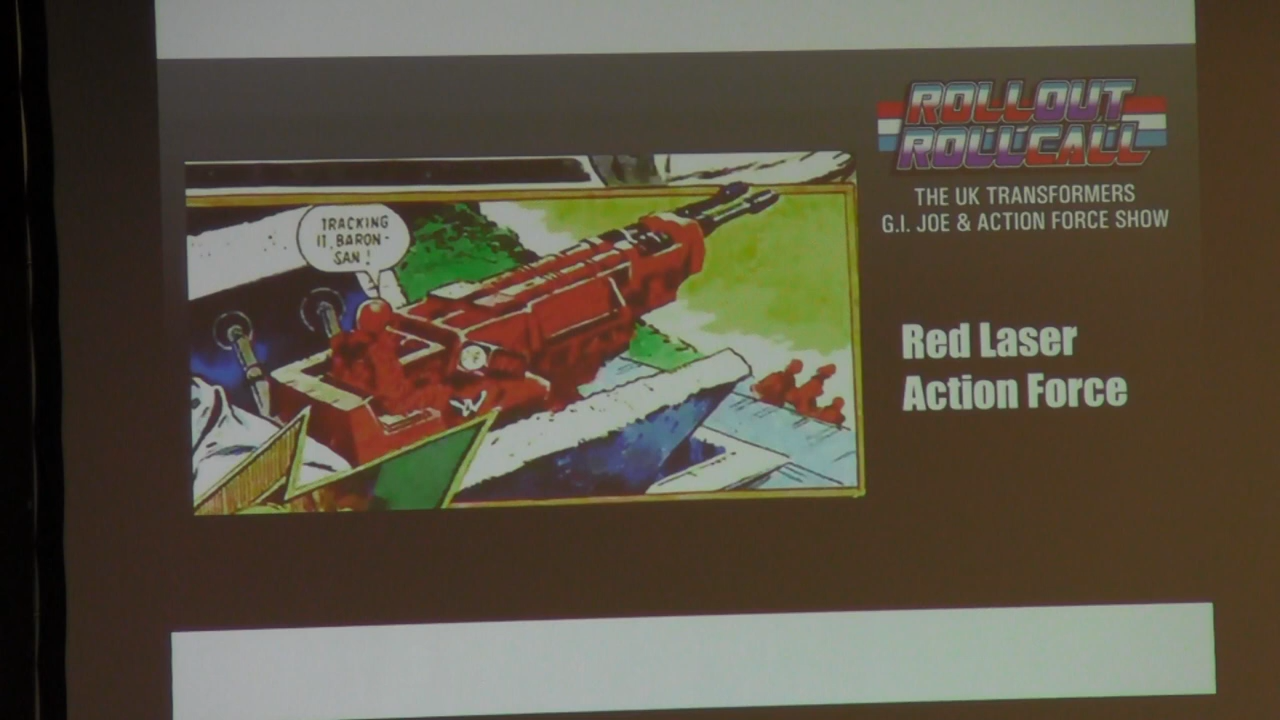 ROLLOUT
ROLLCALL
THE UK TRANSFORMERS
G.I. JOE & ACTION FORCE SHOW
TRACKING
IT, BARON-
SAN!
Red Laser
Action Force